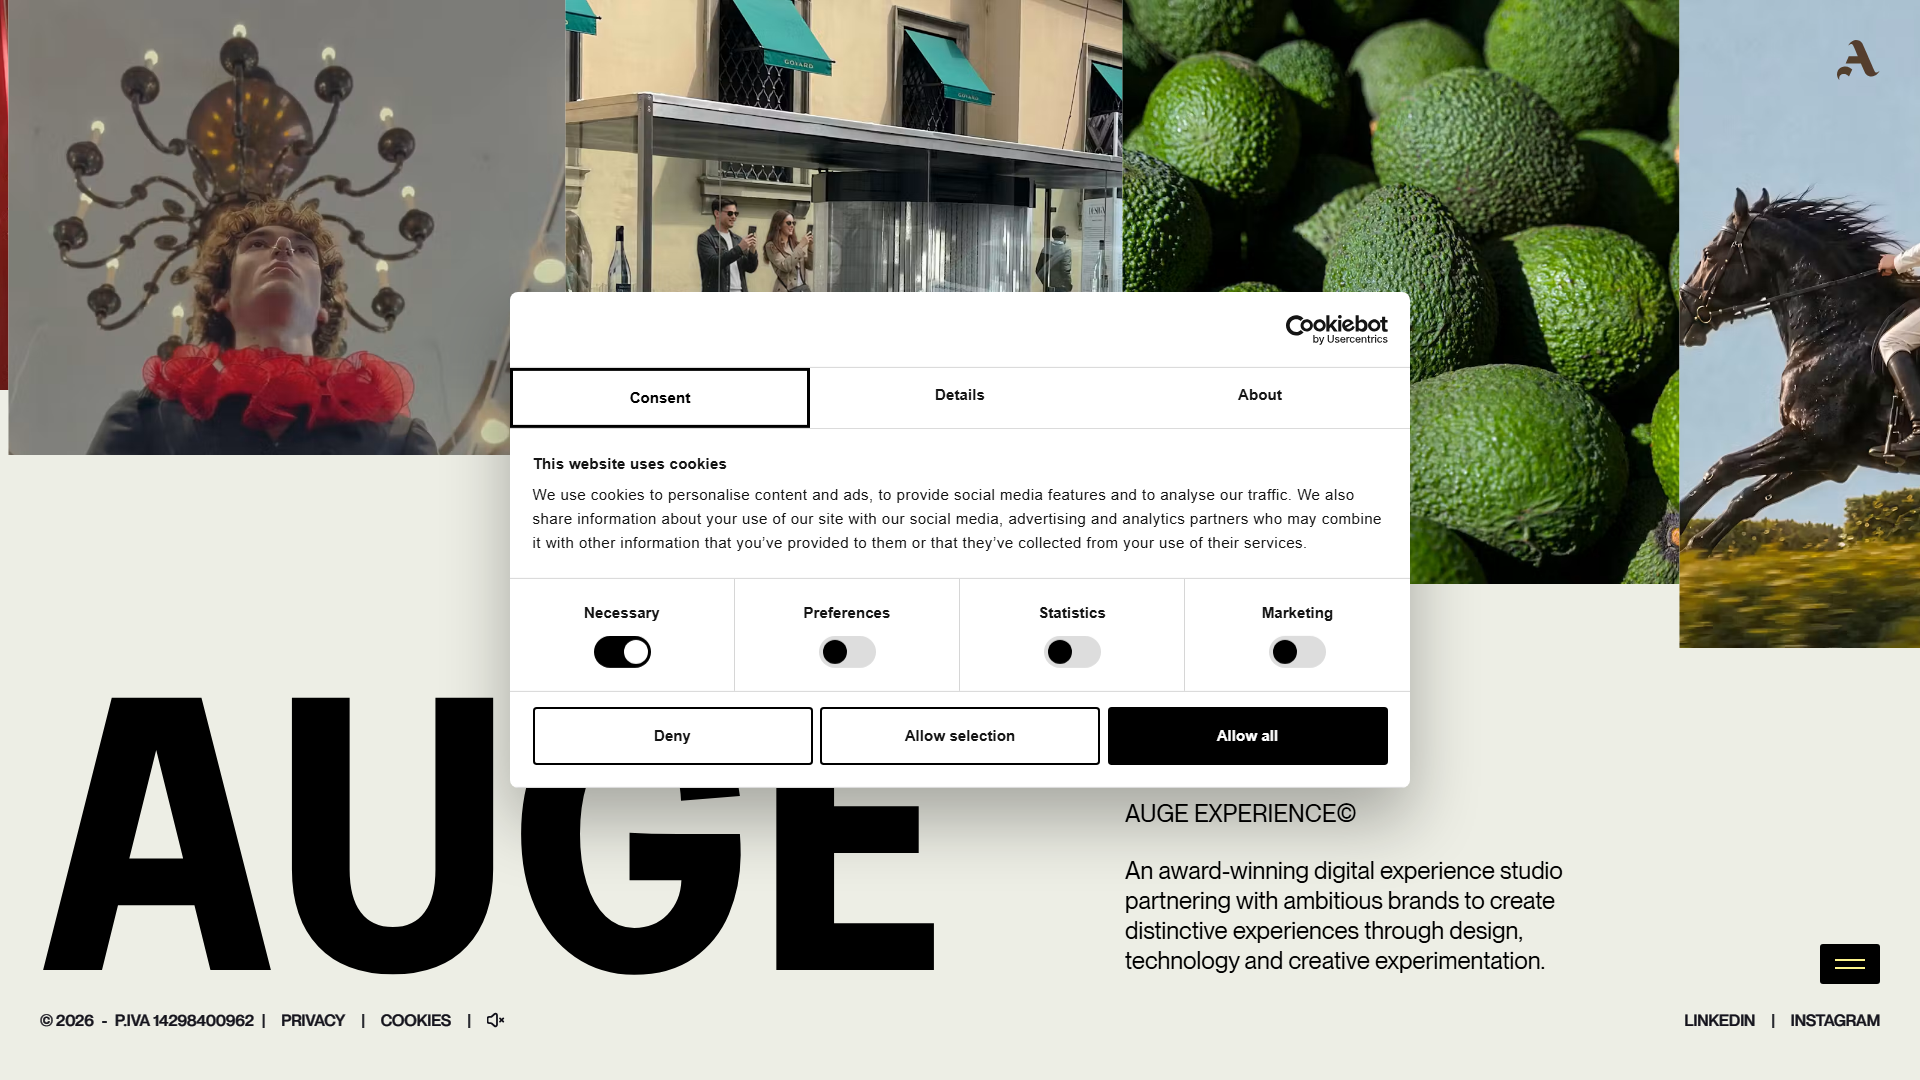 GOYARD
GOYARD
Cookiebot
by Usercentrics
Consent
Details
About
This website uses cookies
We use cookies to personalise content and ads, to provide social media features and to analyse our traffic. We also
share information about your use of our site with our social media, advertising and analytics partners who may combine
it with other information that you’ve provided to them or that they’ve collected from your use of their services.
Necessary
Preferences
Statistics
Marketing
Deny
Allow selection
Allow all
AUGE
AUGE EXPERIENCE©
An award-winning digital experience studio
partnering with ambitious brands to create
distinctive experiences through design,
technology and creative experimentation.
© 2026 - P.IVA 14298400962 | PRIVACY | COOKIES |
LINKEDIN | INSTAGRAM